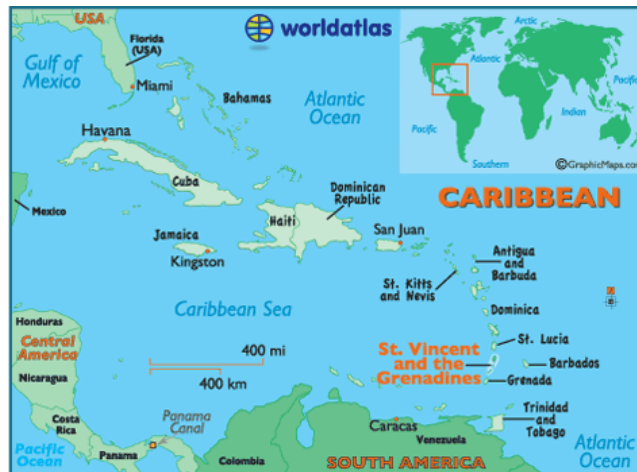 USA
worldatlas
Florida
(USA)
Gulf of
Mexico
Miami
Bahamas
Atlantic
Ocean
Arctic
Atlantic
Pacific
Indian
Pacific
Southern
©GraphicMaps.com
Havana
Cuba
Mexico
CARIBBEAN
Dominican
Republic
Haiti
San Juan
Jamaica
Kingston
Antigua
and
Barbuda
St. Kitts
and Nevis
Caribbean Sea
Dominica
Honduras
St. Lucia
Central
America
400 mi
400 km
St. Vincent
and the
Grenadines
Barbados
Grenada
Nicaragua
Costa
Rica
Panama
Canal
Caracas
Trinidad
and
Tobago
Pacific
Ocean
Panama
Colombia
Venezuela
SOUTH AMERICA
Atlantic
Ocean